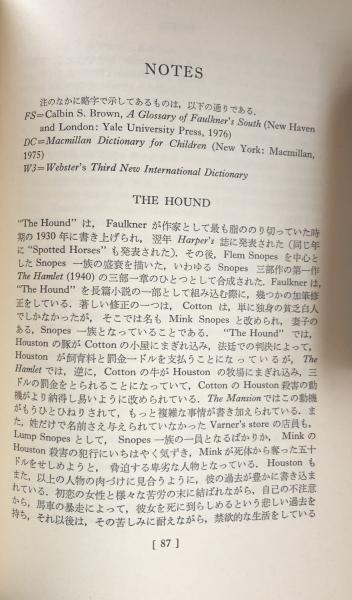 NOTES
注のなかに略字で示してあるものは,以下の通りである.
FS=Calbin S. Brown, A Glossary of Faulkner's South (New Haven
and London: Yale University Press, 1976)
DC=Macmillan Dictionary for Children (New York: Macmillan,
1975)
W3=Webster's Third New International Dictionary
THE HOUND
"The Hound" は, Faulkner が作家として最も脂ののり切っていた時
期の 1930 年に書き上げられ, 翌年 Harper's 誌に発表された (同じ年
に "Spotted Horses" も発表された). その後, Flem Snopes を中心と
した Snopes 一族の盛衰を描いた, いわゆる Snopes 三部作の第一作
The Hamlet (1940) の三部一章のひとつとして合成された. Faulkner は,
"The Hound" を長篇小説の一部として組み込む際に, 幾つかの加筆修
正をしている. 著しい修正の一つは, Cotton は, 単に独身の貧乏白人
でしかなかったが, そこでは名も Mink Snopes と改められ, 妻子の
ある, Snopes 一族となっていることである. "The Hound" では,
Houston の豚が Cotton の小屋にまぎれ込み, 法廷での判決によって,
Houston が飼育料と罰金一ドルを支払うことになっているが, The
Hamlet では, 逆に, Cotton の牛が Houston の牧場にまぎれ込み, 三
ドルの罰金をとられることになっていて, Cotton の Houston 殺害の動
機がより納得し易いように改められている. The Mansion ではこの動機
がもうひとひねりされて, もっと複雑な事情が書き加えられている. ま
た, 姓だけで名前さえ与えられていなかった Varner's store の店員も,
Lump Snopes として, Snopes 一族の一員となるばかりか, Mink の
Houston 殺害の犯行にいちはやく気ずき, Mink が死体から奪った五十
ドルをせしめようと, 脅迫する卑劣な人物となっている. Houston も
また, 以上の人物の肉づけに見合うように, 彼の過去が豊かに書き込ま
れている. 初恋の女性と様々な苦労の末に結ばれながら, 自己の不注意
から, 馬車の暴走によって, 彼女を死に到らしめるという悲しい過去を
持ち, それ以後は, その苦しみに耐えながら, 禁欲的な生活をしている
[ 87 ]